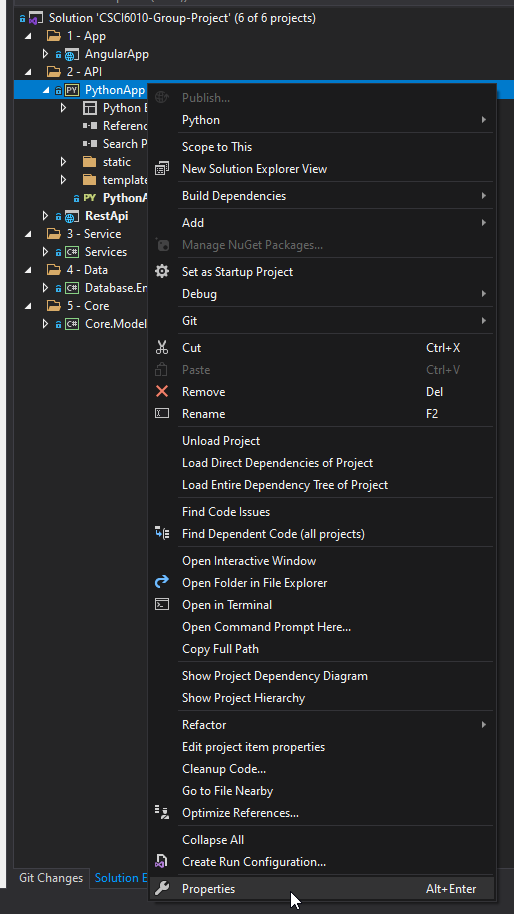 Solution 'CSCI6010-Group-Project' (6 of 6 projects)
1 - App
AngularApp
2 - API
PythonApp
Python E
Referenc
Search P
static
template
PythonA
RestApi
3 - Service
Services
4 - Data
Database.En
5 - Core
Core.Model
Publish...
Python
Scope to This
New Solution Explorer View
Build Dependencies
Add
Manage NuGet Packages...
Set as Startup Project
Debug
Git
Cut Ctrl+X
Paste Ctrl+V
Remove Del
Rename F2
Unload Project
Load Direct Dependencies of Project
Load Entire Dependency Tree of Project
Find Code Issues
Find Dependent Code (all projects)
Open Interactive Window
Open Folder in File Explorer
Open in Terminal
Open Command Prompt Here...
Copy Full Path
Show Project Dependency Diagram
Show Project Hierarchy
Refactor
Edit project item properties
Cleanup Code...
Go to File Nearby
Optimize References...
Collapse All
Create Run Configuration...
Properties Alt+Enter
Git Changes Solution E